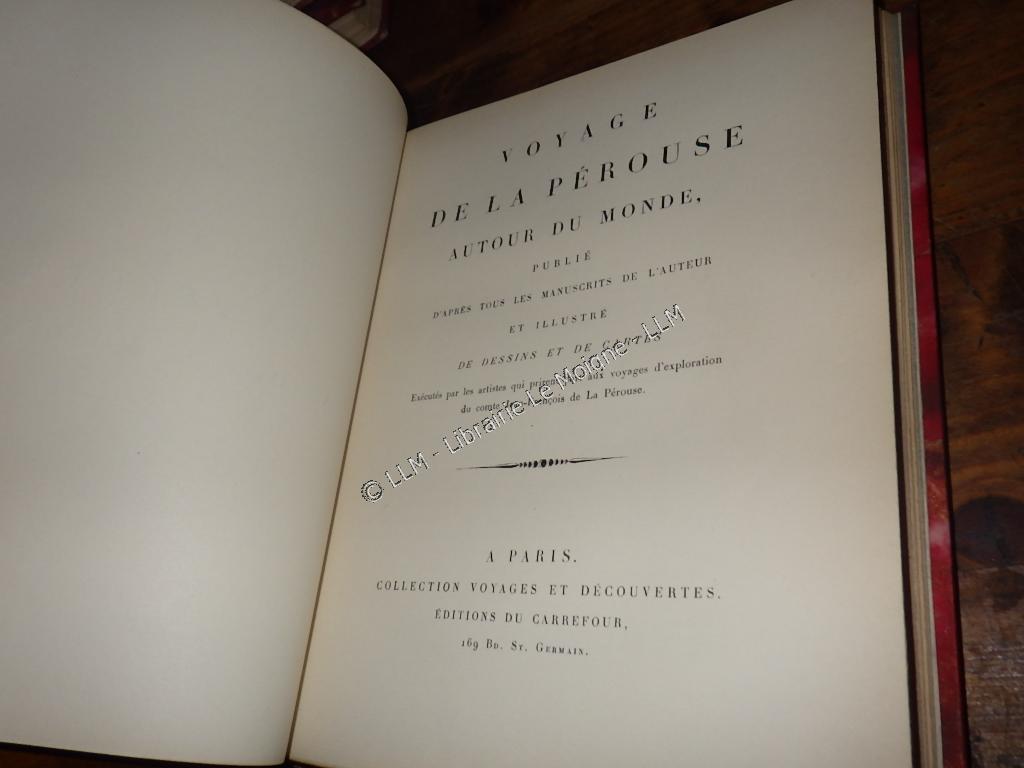 VOYAGE
DE LA PÉROUSE
AUTOUR DU MONDE,
PUBLIÉ
D'APRÈS TOUS LES MANUSCRITS DE L'AUTEUR
ET ILLUSTRÉ
DE DESSINS ET DE CARTES
Exécutés par les artistes qui prirent aux voyages d'exploration
du comte de La Pérouse.
© LLM - Librairie Le Moigne - LLM
A PARIS.
COLLECTION VOYAGES ET DÉCOUVERTES.
ÉDITIONS DU CARREFOUR,
169 BD. ST. GERMAIN.